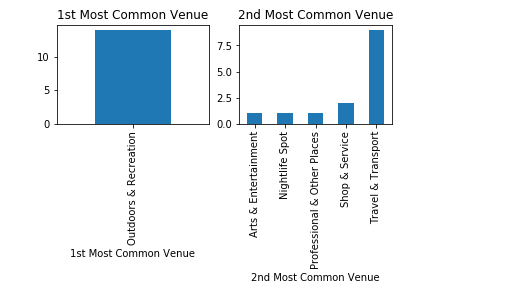 1st Most Common Venue
10
5
0
Outdoors & Recreation
1st Most Common Venue
2nd Most Common Venue
7.5
5.0
2.5
0.0
Arts & Entertainment
Nightlife Spot
Professional & Other Places
Shop & Service
Travel & Transport
2nd Most Common Venue